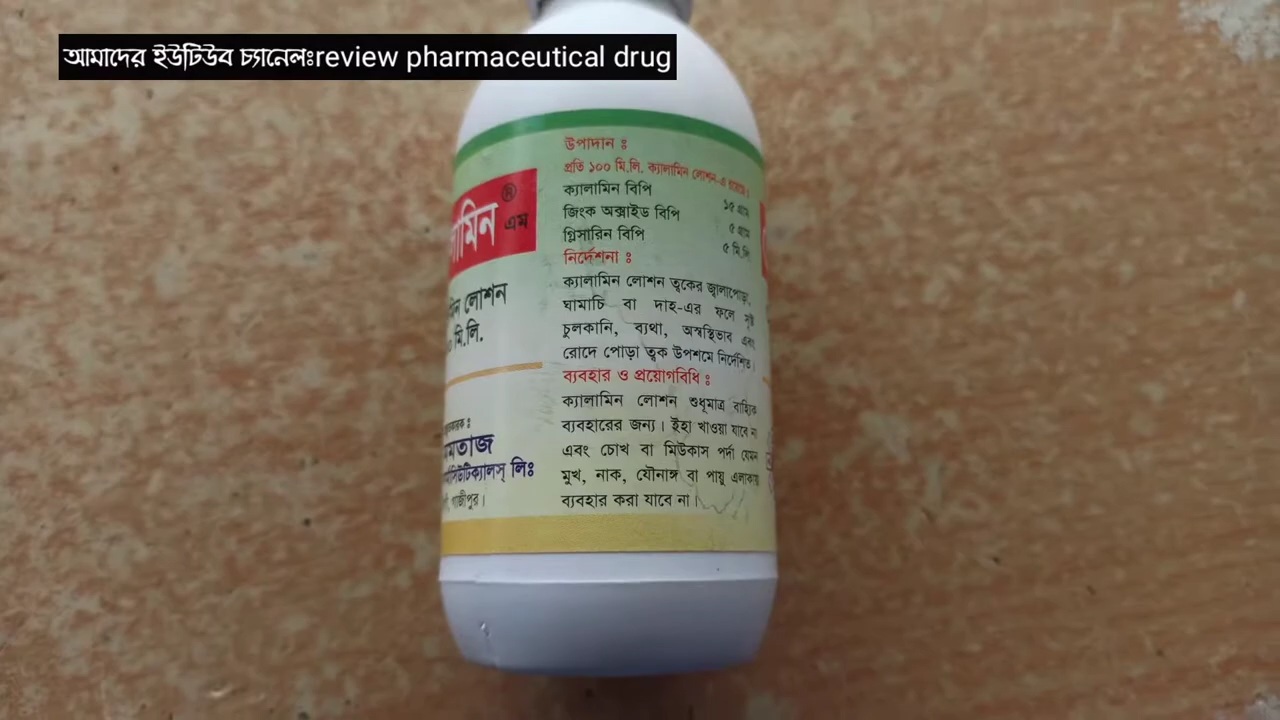 আমাদের ইউটিউব চ্যানেলঃreview pharmaceutical drug
® এম
লোশন
মি.লি.
লিঃ
গাজীপুর।
উপাদান ঃ
প্রতি ১০০ মি.লি. ক্যালামিন লোশন-এ রয়েছে ।
ক্যালামিন বিপি ১৫ গ্রাম
জিংক অক্সাইড বিপি ৫ গ্রাম
গ্লিসারিন বিপি ৫ মি.লি.
নির্দেশনা ঃ
ক্যালামিন লোশন ত্বকের জ্বালাপোড়া,
ঘামাচি বা দাহ-এর ফলে সৃষ্ট
চুলকানি, ব্যথা, অস্বস্থিভাব এবং
রোদে পোড়া ত্বক উপশমে নির্দেশিত।
ব্যবহার ও প্রয়োগবিধি ঃ
ক্যালামিন লোশন শুধূমাত্র বাহ্যিক
ব্যবহারের জন্য। ইহা খাওয়া যাবে না
এবং চোখ বা মিউকাস পর্দা যেমন
মুখ, নাক, যৌনাঙ্গ বা পায়ু এলাকায়
ব্যবহার করা যাবে না।